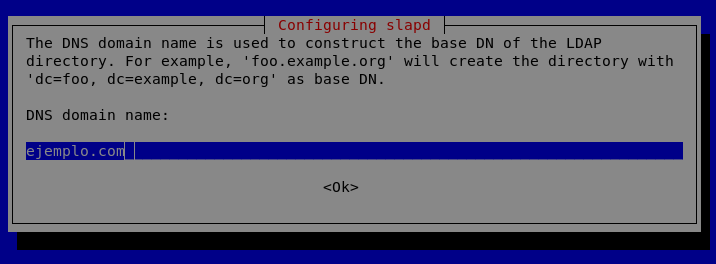 Configuring slapd
The DNS domain name is used to construct the base DN of the LDAP
directory. For example, 'foo.example.org' will create the directory with
'dc=foo, dc=example, dc=org' as base DN.
DNS domain name:
ejemplo.com
<Ok>